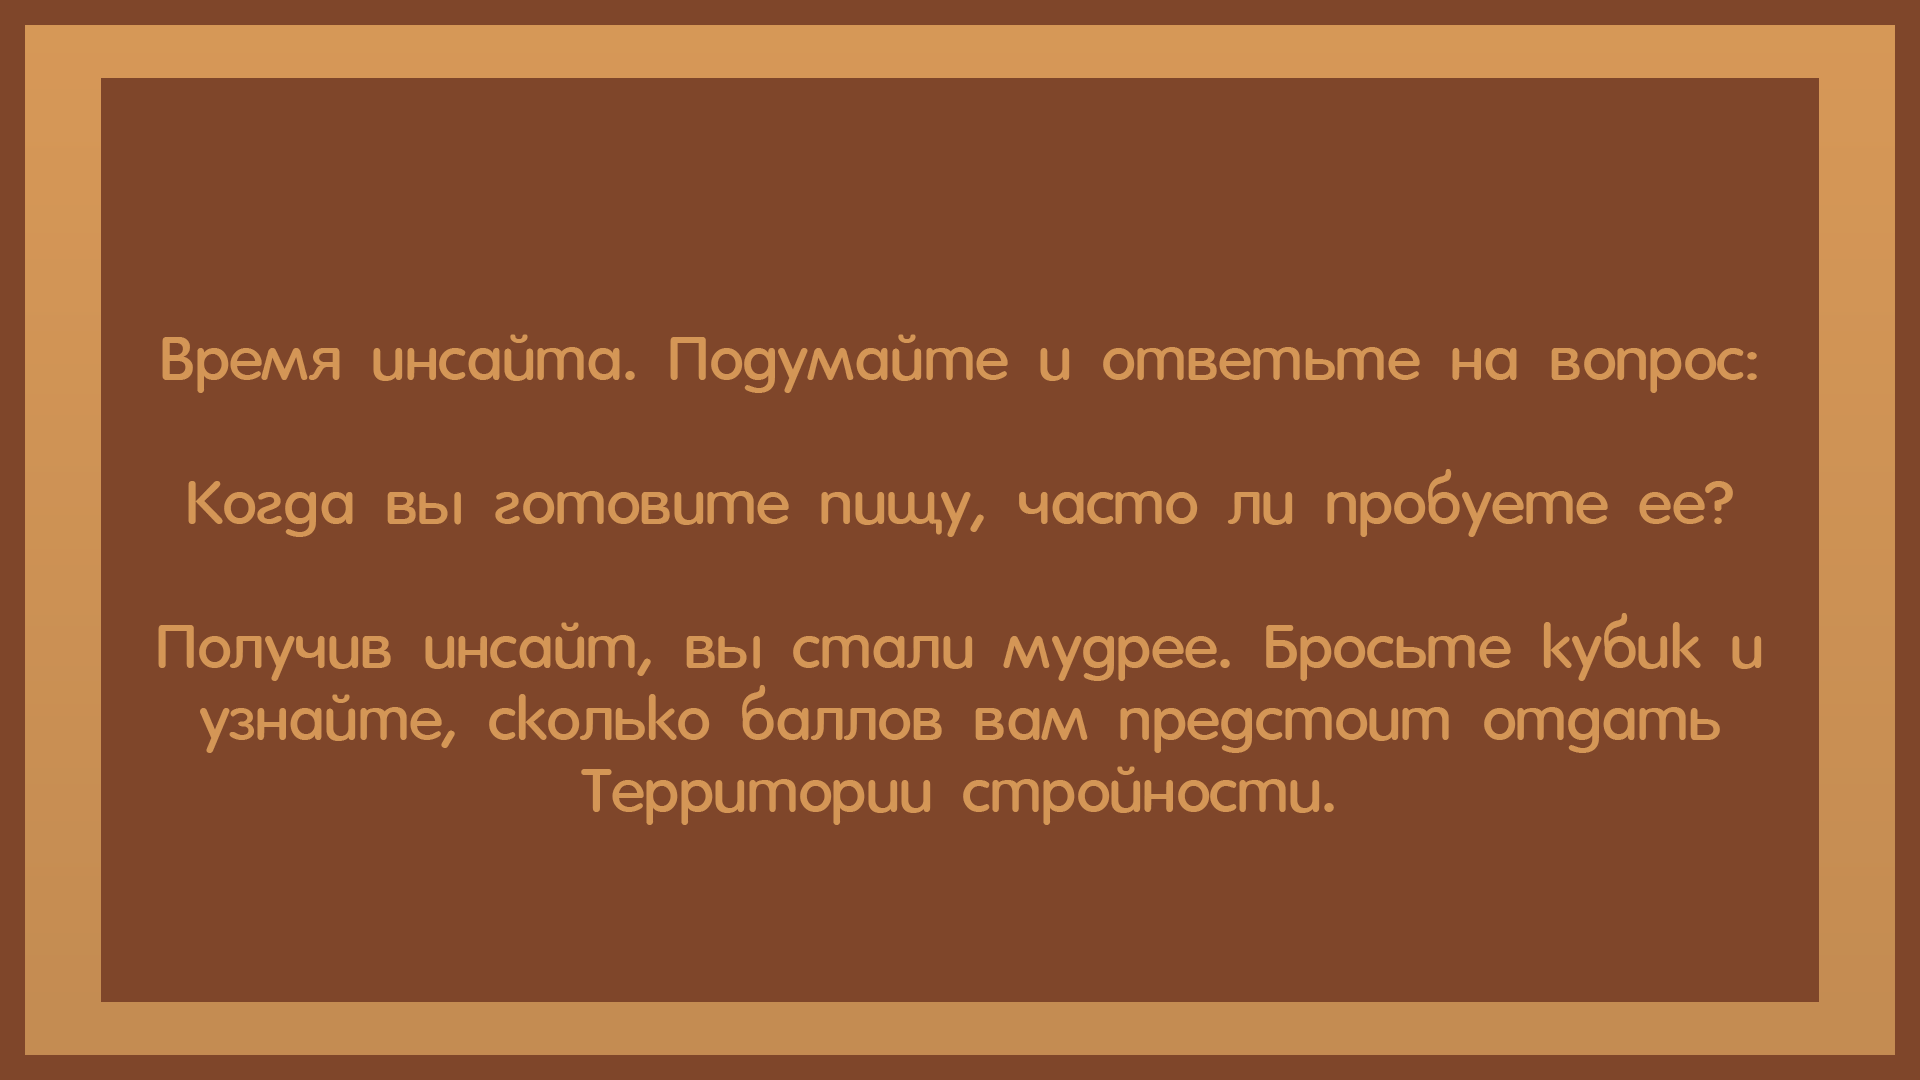 Время инсайта. Подумайте и ответьте на вопрос:
Когда вы готовите пищу, часто ли пробуете ее?
Получив инсайт, вы стали мудрее. Бросьте кубик и
узнайте, сколько баллов вам предстоит отдать
Территории стройности.